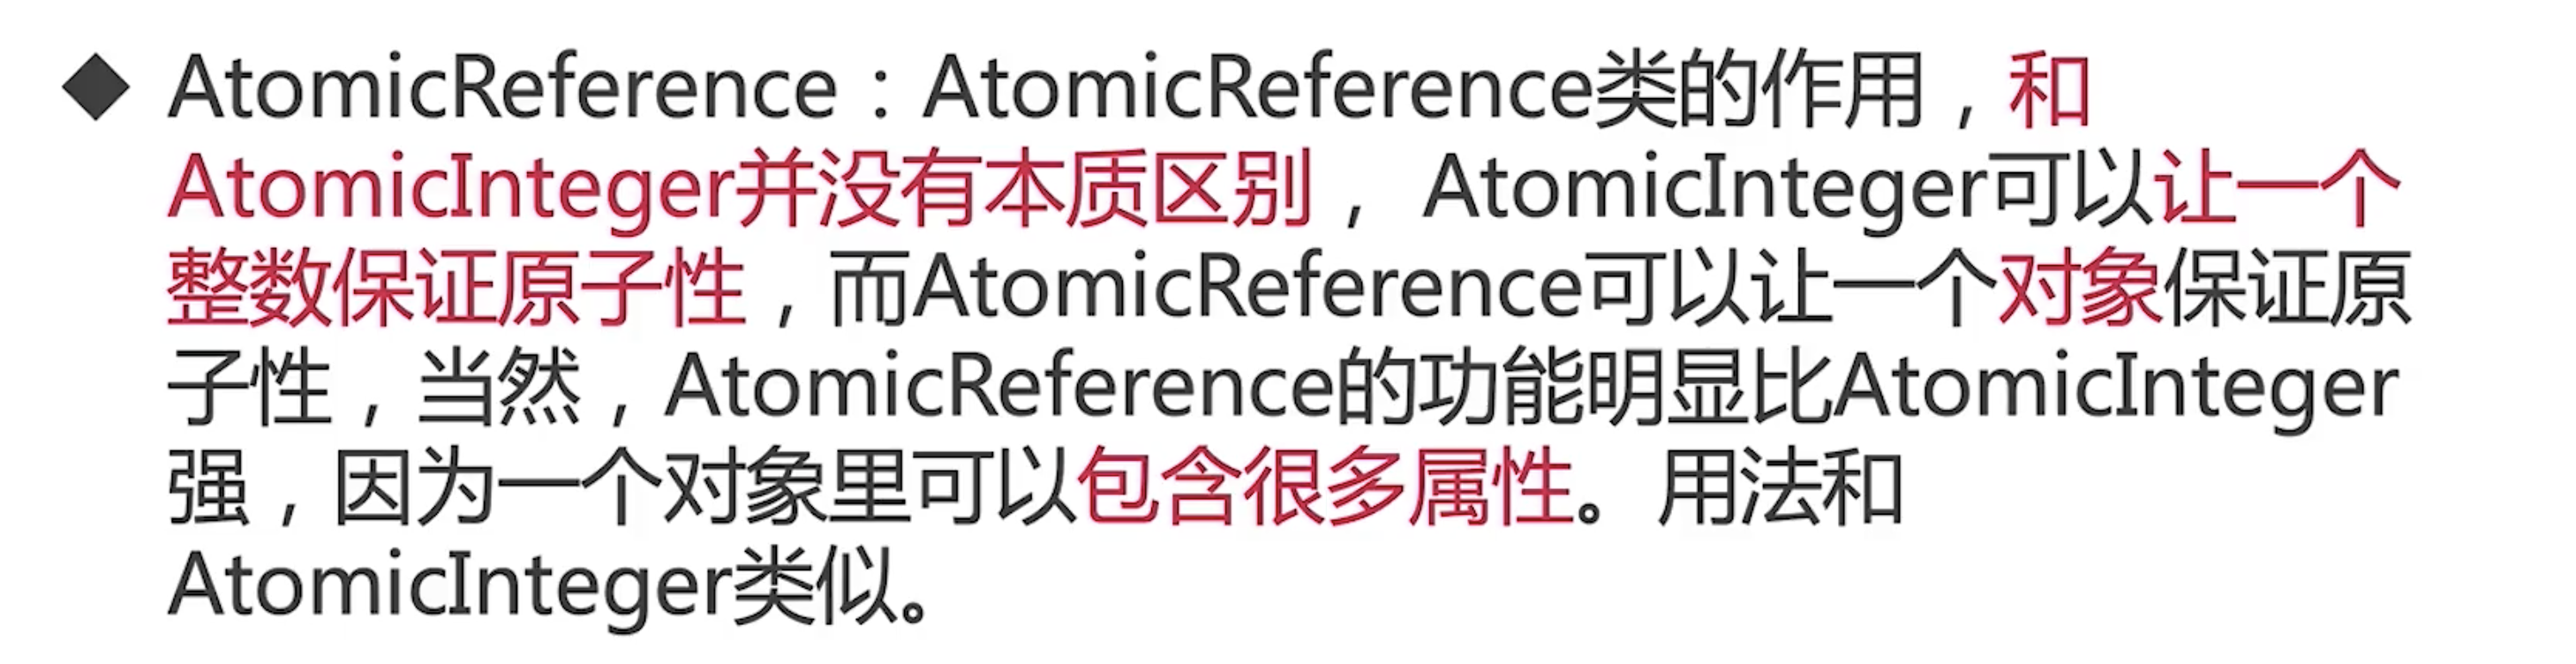 ◆ AtomicReference：AtomicReference类的作用，和
AtomicInteger并没有本质区别， AtomicInteger可以让一个
整数保证原子性，而AtomicReference可以让一个对象保证原
子性，当然，AtomicReference的功能明显比AtomicInteger
强，因为一个对象里可以包含很多属性。用法和
AtomicInteger类似。